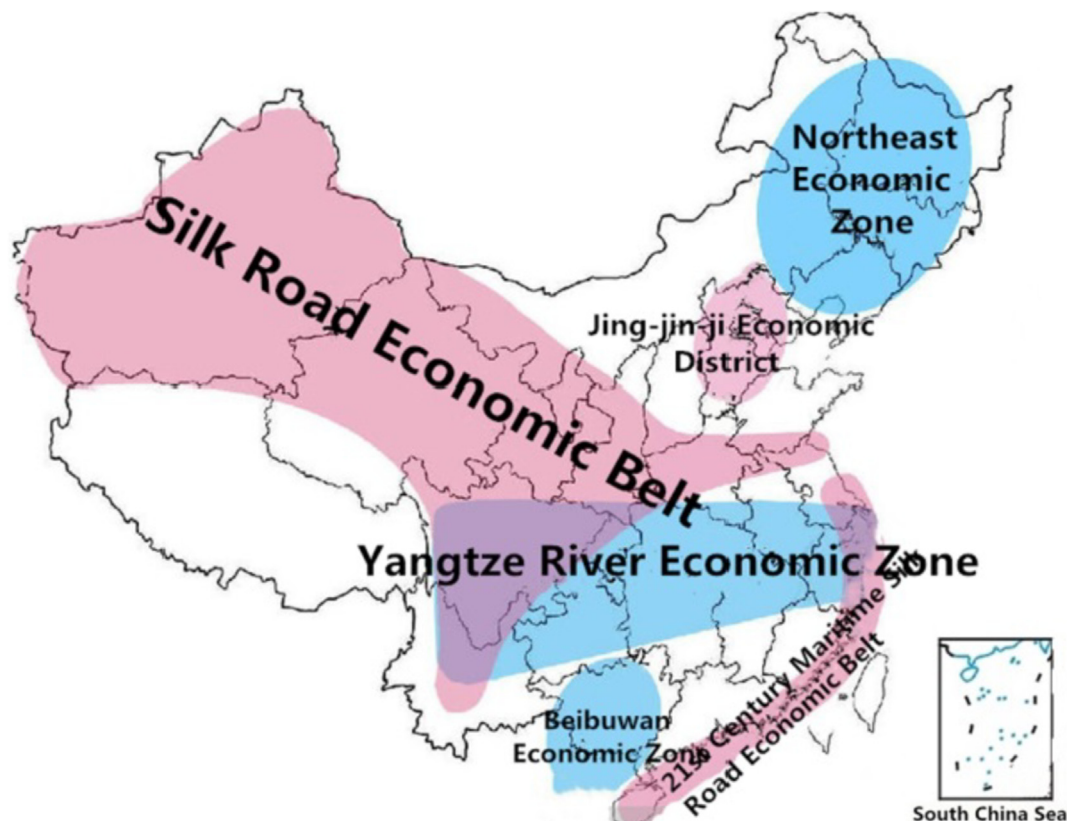 Northeast
Economic
Zone
Silk Road Economic Belt
Jing-jin-ji Economic
District
Yangtze River Economic Zone
Beibuwan
Economic Zone
21st Century Maritime Silk
Road Economic Belt
South China Sea